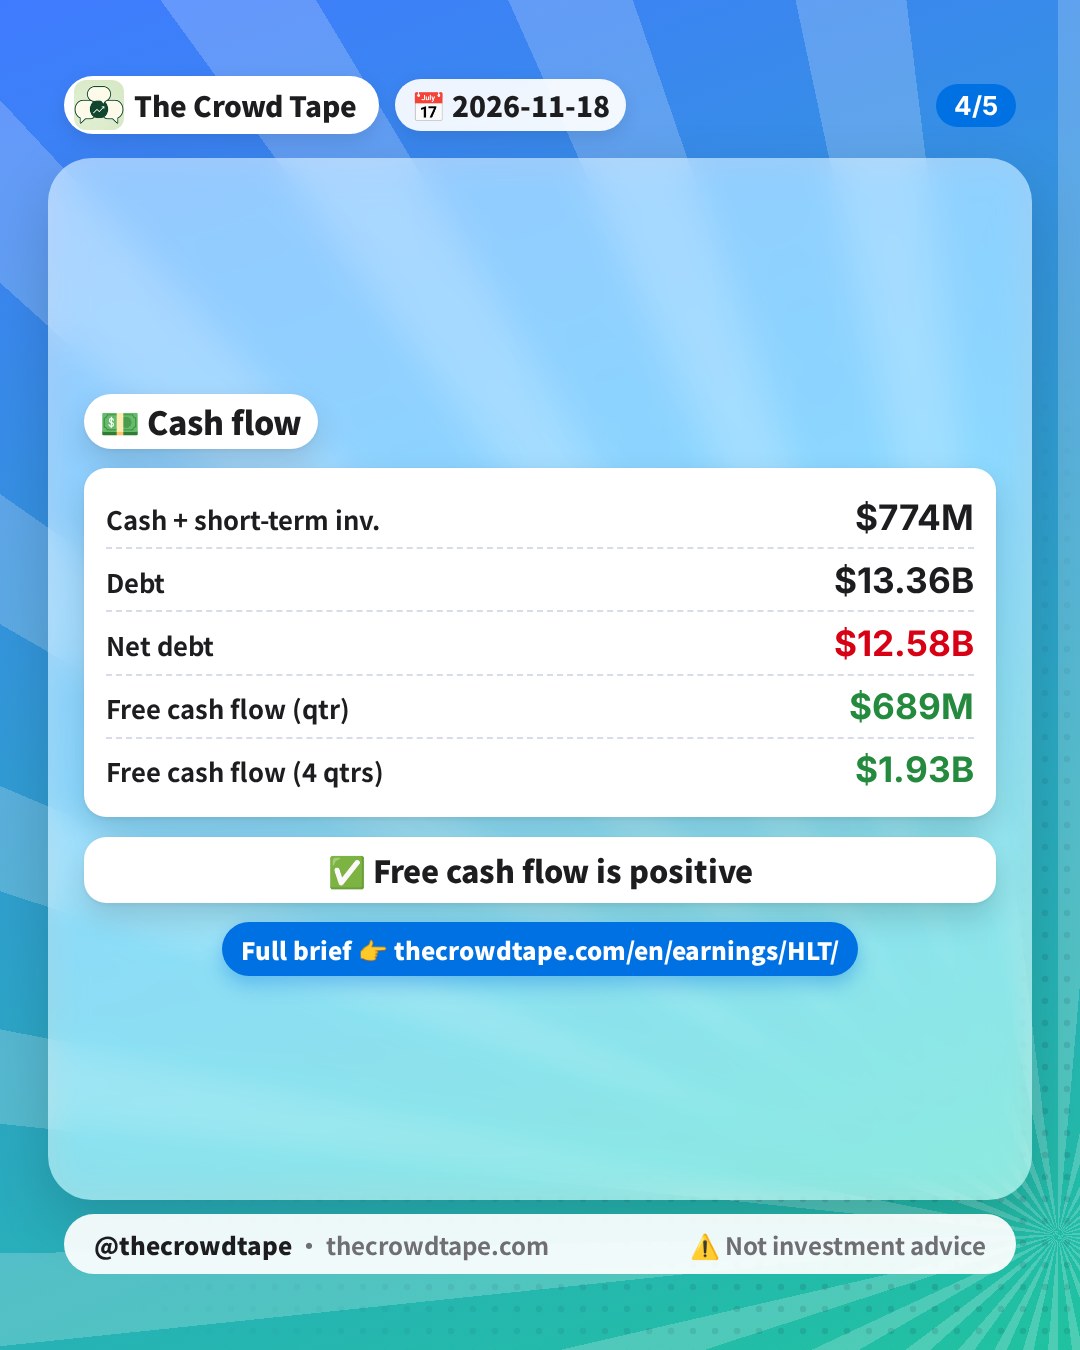 The Crowd Tape
📅 2026-11-18
4/5
💵 Cash flow
Cash + short-term inv. $774M
Debt $13.36B
Net debt $12.58B
Free cash flow (qtr) $689M
Free cash flow (4 qtrs) $1.93B
✅ Free cash flow is positive
Full brief 👉 thecrowdtape.com/en/earnings/HLT/
@thecrowdtape • thecrowdtape.com
⚠️ Not investment advice